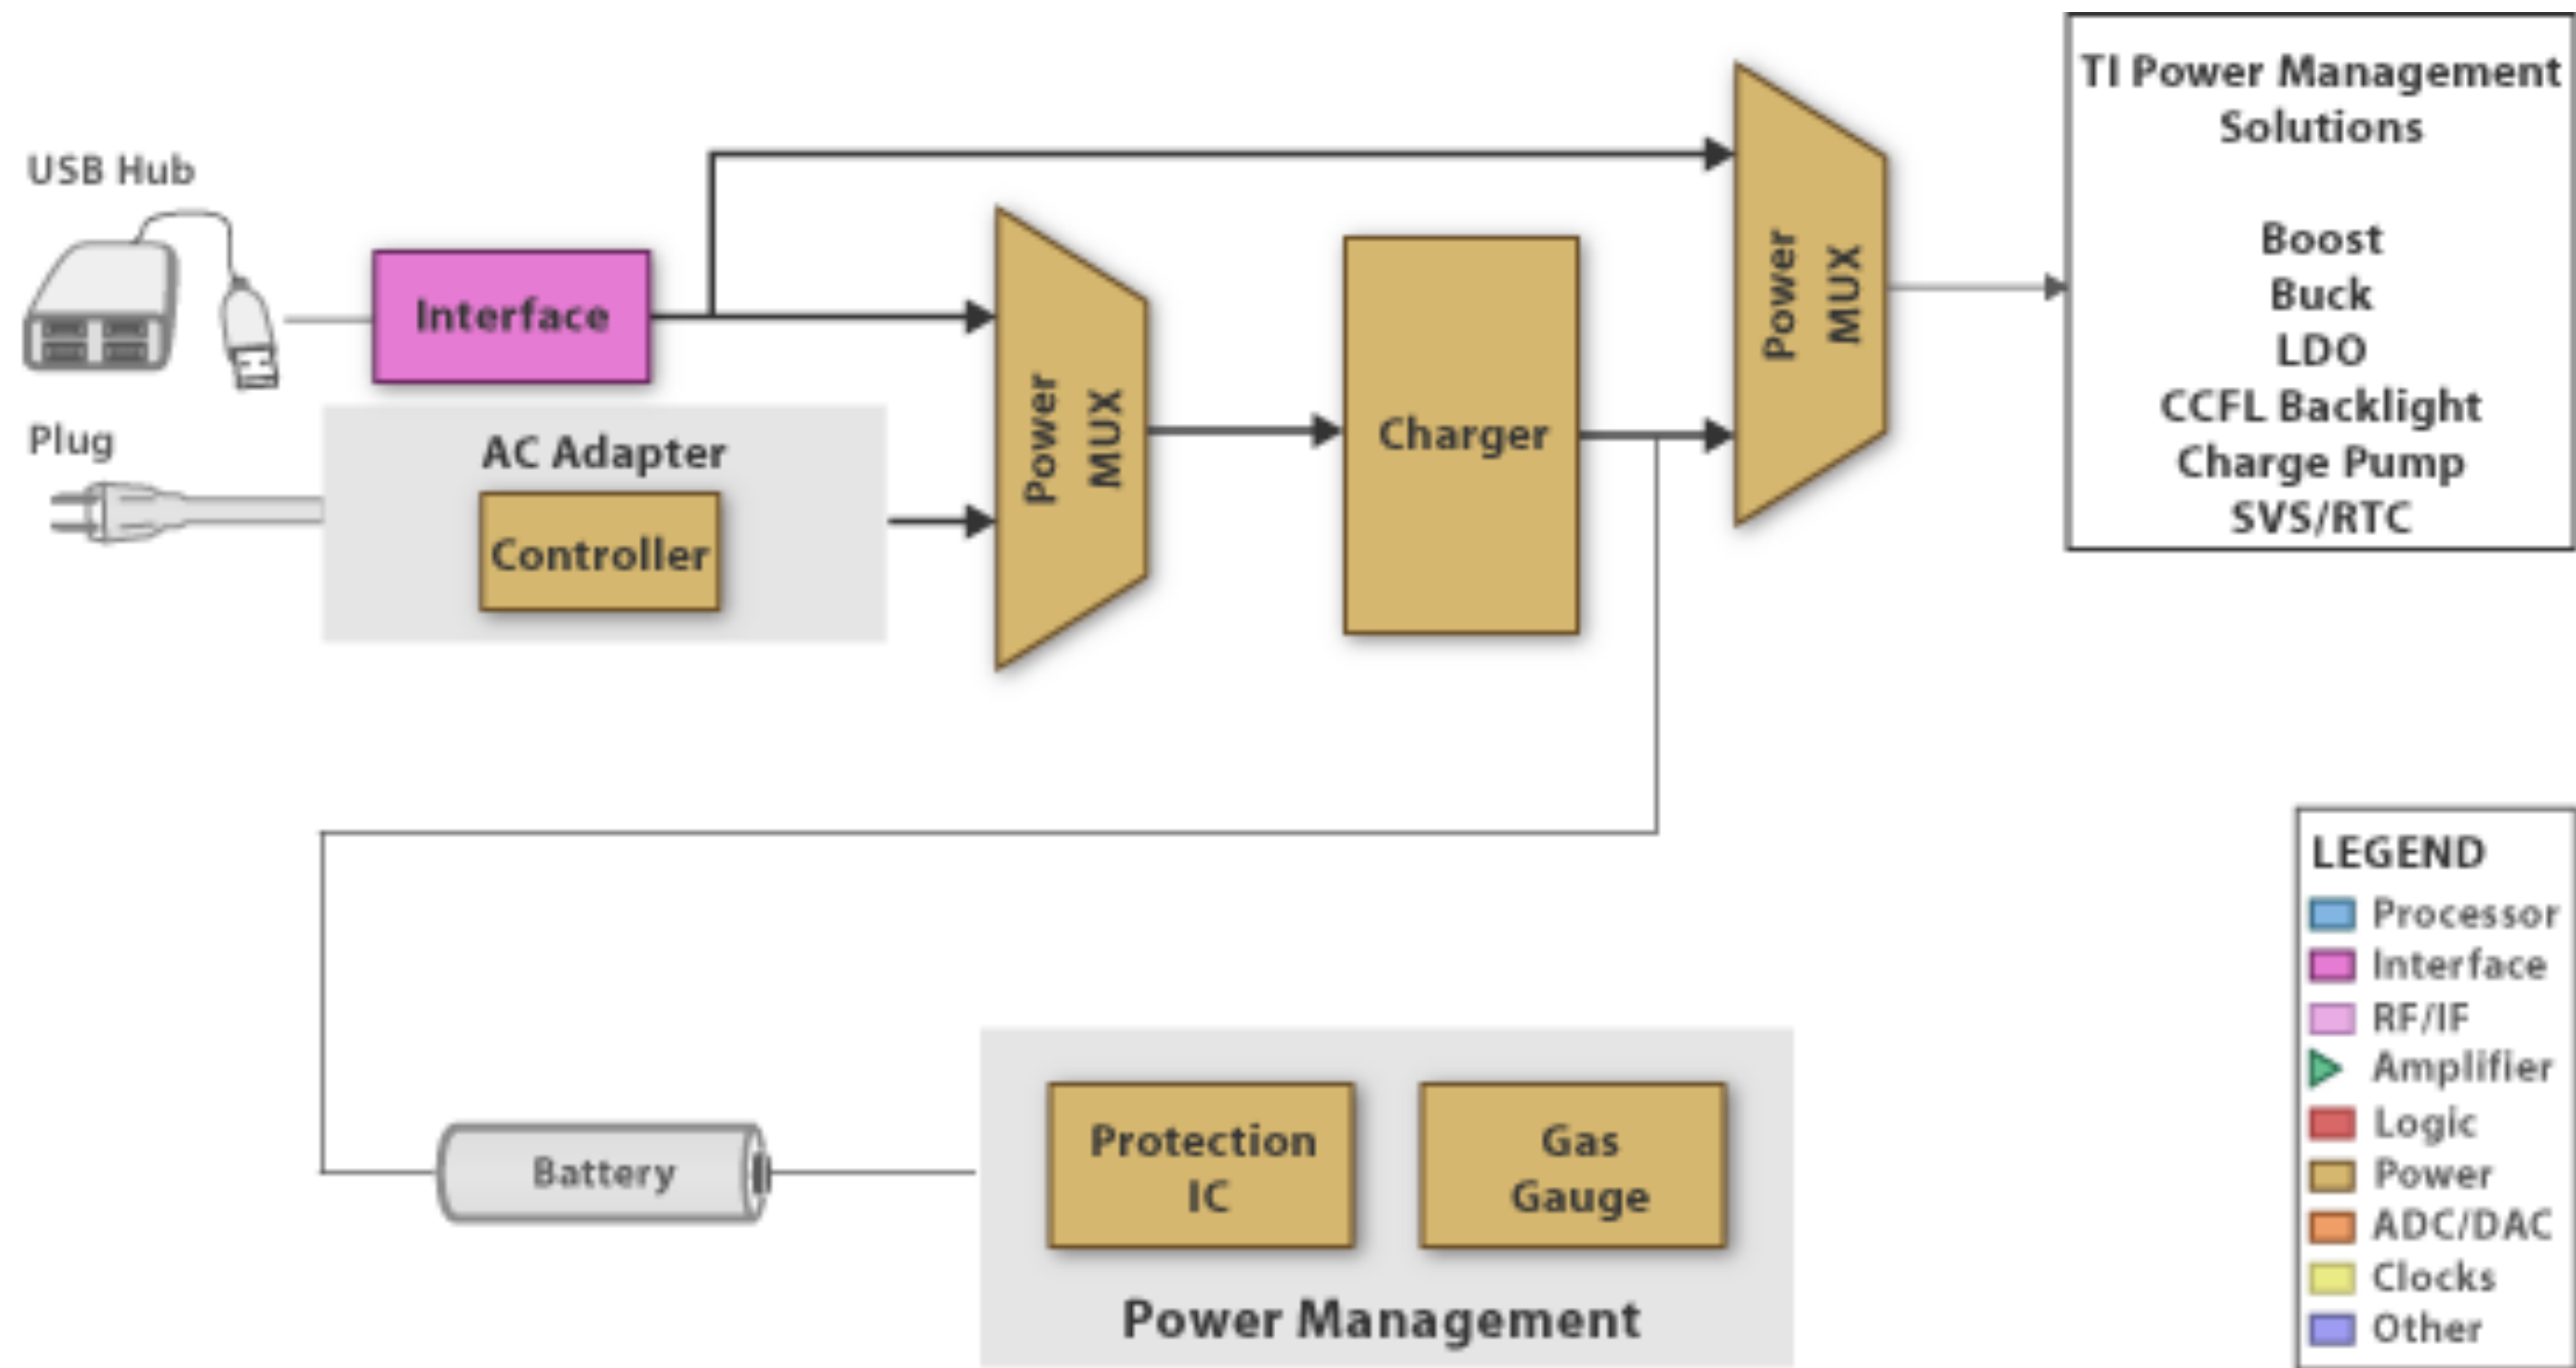 USB Hub
Interface
Plug
AC Adapter
Controller
Power
MUX
Charger
Power
MUX
TI Power Management
Solutions
Boost
Buck
LDO
CCFL Backlight
Charge Pump
SVS/RTC
Battery
Protection
IC
Gas
Gauge
Power Management
LEGEND
Processor
Interface
RF/IF
Amplifier
Logic
Power
ADC/DAC
Clocks
Other